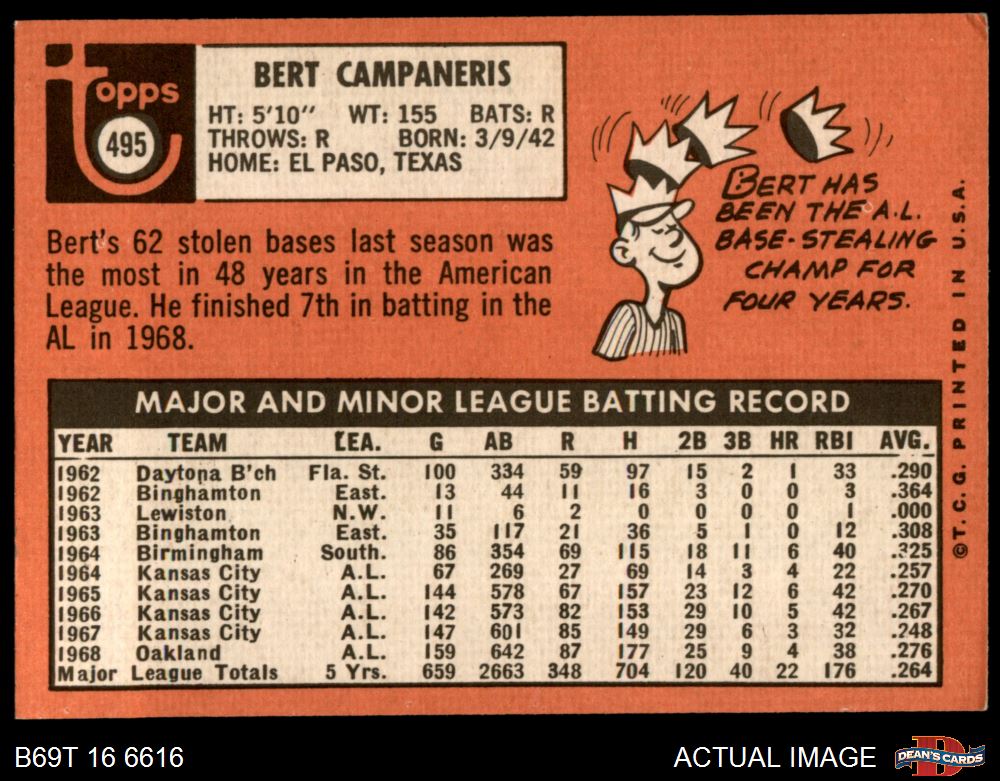 Topps
495
BERT CAMPANERIS
HT: 5'10" WT: 155 BATS: R
THROWS: R BORN: 3/9/42
HOME: EL PASO, TEXAS
Bert's 62 stolen bases last season was
the most in 48 years in the American
League. He finished 7th in batting in the
AL in 1968.
BERT HAS
BEEN THE A.L.
BASE-STEALING
CHAMP FOR
FOUR YEARS.
MAJOR AND MINOR LEAGUE BATTING RECORD
YEAR TEAM LEA. G AB R H 2B 3B HR RBI AVG.
1962 Daytona B'ch Fla. St. 100 334 59 97 15 2 1 33 .290
1962 Binghamton East. 13 44 11 16 3 0 0 3 .364
1963 Lewiston N.W. 11 6 2 0 0 0 0 1 .000
1963 Binghamton East. 35 117 21 36 5 1 0 12 .308
1964 Birmingham South. 86 354 69 115 18 11 6 40 .325
1964 Kansas City A.L. 67 269 27 69 14 3 4 22 .257
1965 Kansas City A.L. 144 578 67 157 23 12 6 42 .270
1966 Kansas City A.L. 142 573 82 153 29 10 5 42 .267
1967 Kansas City A.L. 147 601 85 149 29 6 3 32 .248
1968 Oakland A.L. 159 642 87 177 25 9 4 38 .276
Major League Totals 5 Yrs. 659 2663 348 704 120 40 22 176 .264
©T.C.G. PRINTED IN U.S.A.
B69T 16 6616
ACTUAL IMAGE
DEAN'S CARDS